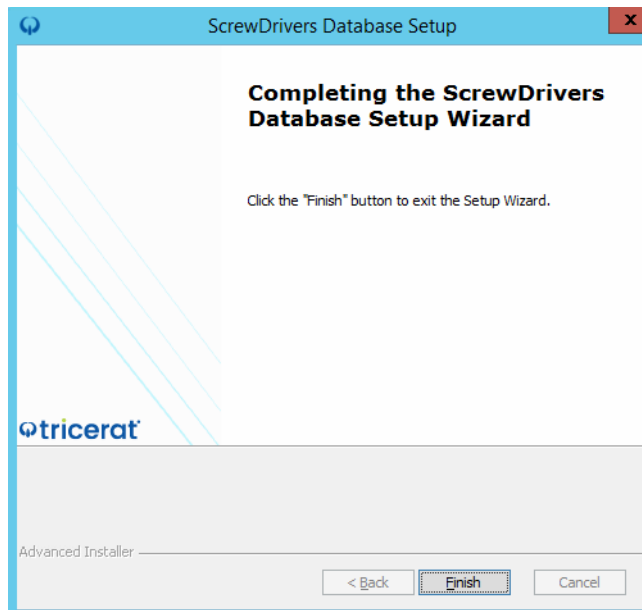 ScrewDrivers Database Setup
x
Completing the ScrewDrivers
Database Setup Wizard
Click the "Finish" button to exit the Setup Wizard.
tricerat
Advanced Installer
< Back
Finish
Cancel